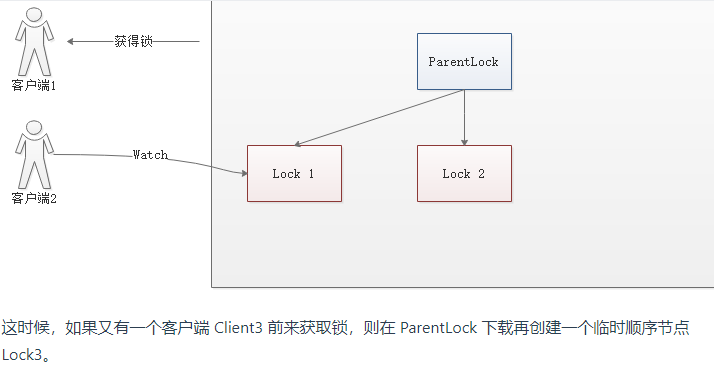 获得锁
客户端1
ParentLock
Watch
客户端2
Lock 1
Lock 2
这时候，如果又有一个客户端 Client3 前来获取锁，则在 ParentLock 下载再创建一个临时顺序节点
Lock3。